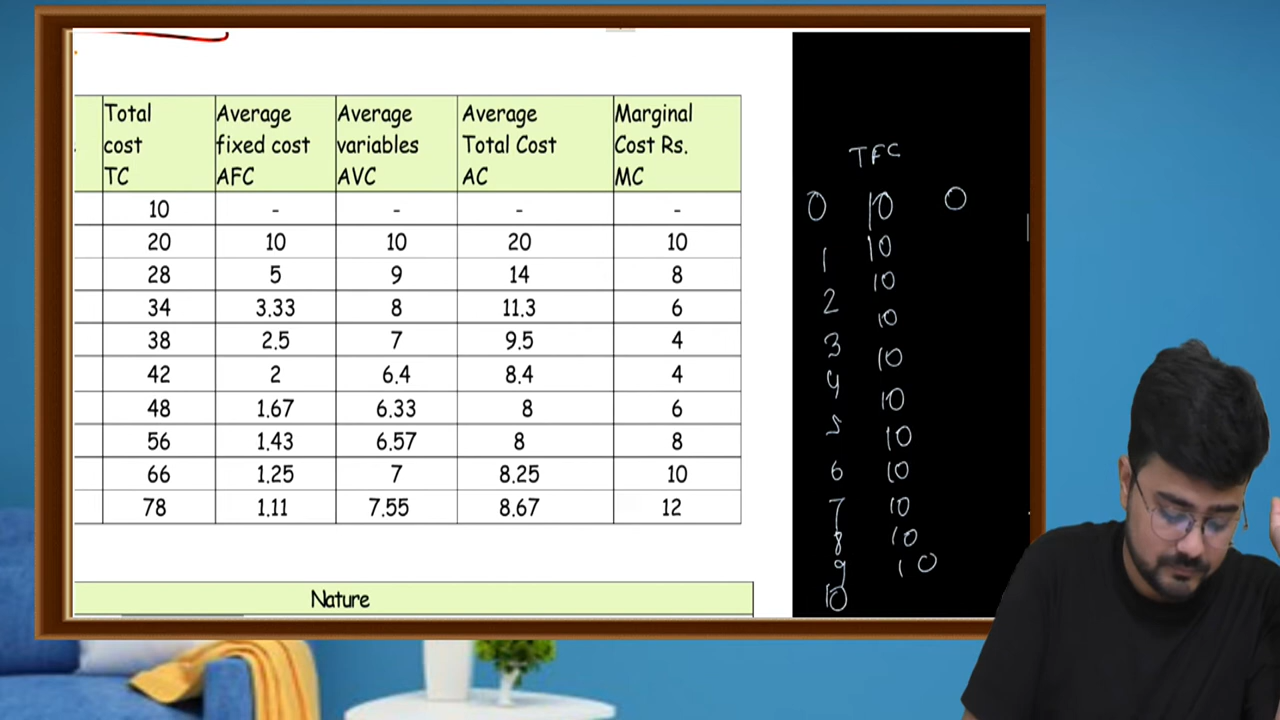 Total cost TC | Average fixed cost AFC | Average variables AVC | Average Total Cost AC | Marginal Cost Rs. MC
10 | - | - | - | -
20 | 10 | 10 | 20 | 10
28 | 5 | 9 | 14 | 8
34 | 3.33 | 8 | 11.3 | 6
38 | 2.5 | 7 | 9.5 | 4
42 | 2 | 6.4 | 8.4 | 4
48 | 1.67 | 6.33 | 8 | 6
56 | 1.43 | 6.57 | 8 | 8
66 | 1.25 | 7 | 8.25 | 10
78 | 1.11 | 7.55 | 8.67 | 12
Nature
TFC
0 10 0
1 10
2 10
3 10
4 10
5 10
6 10
7 10
8 10
9 10
10 10